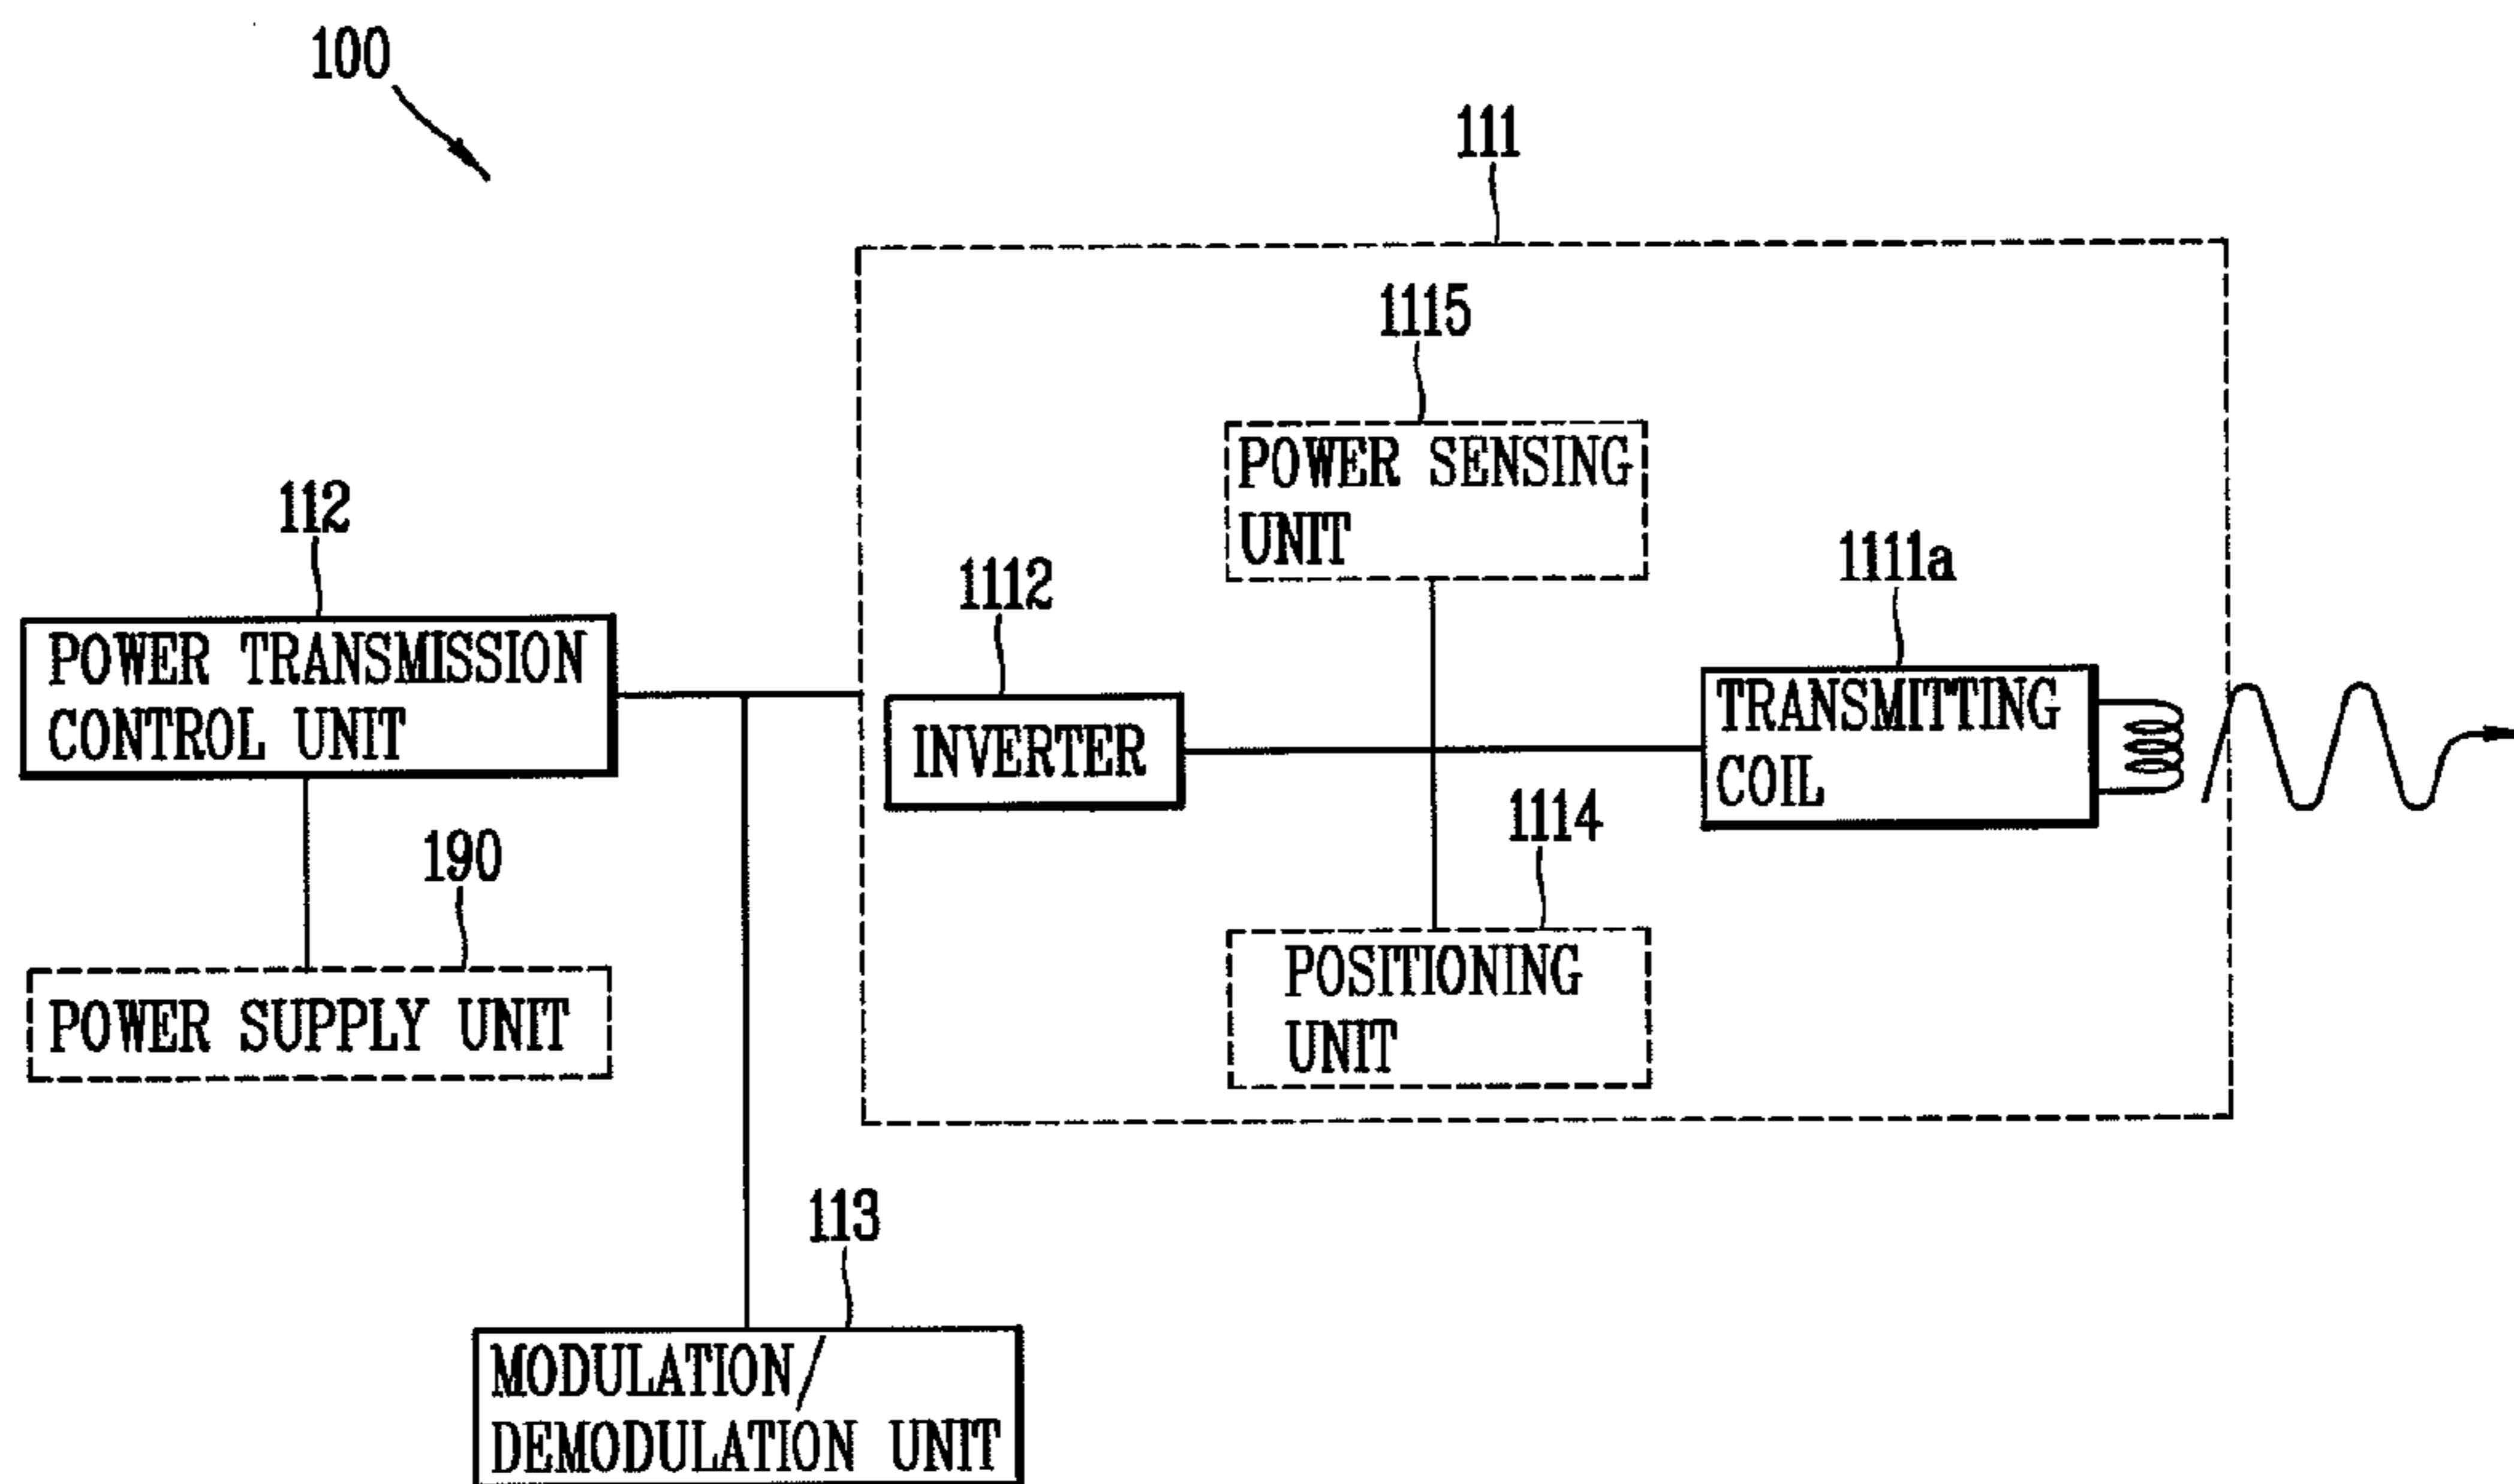 100
111
1115
POWER SENSING
UNIT
112
1112
1111a
POWER TRANSMISSION
CONTROL UNIT
INVERTER
TRANSMITTING
COIL
190
1114
POWER SUPPLY UNIT
POSITIONING
UNIT
113
MODULATION/
DEMODULATION UNIT